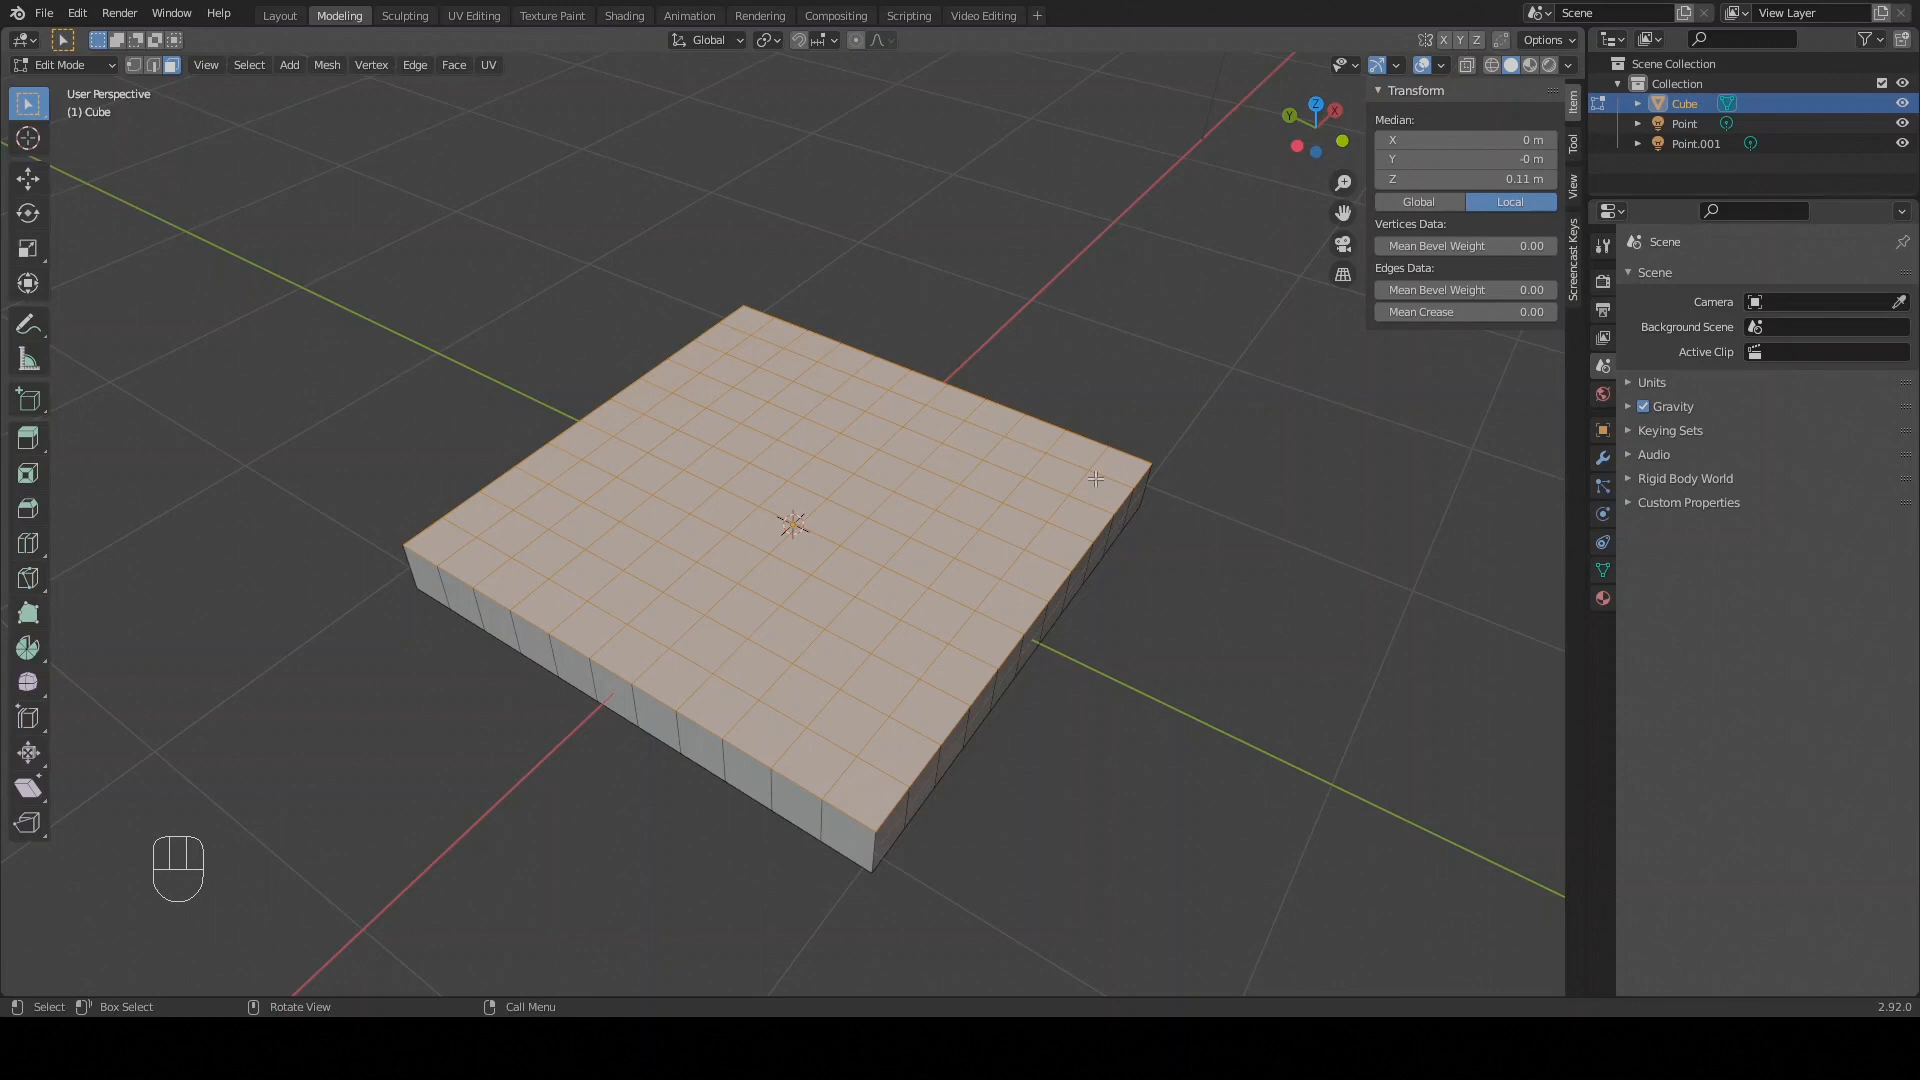 File Edit Render Window Help Layout Modeling Sculpting UV Editing Texture Paint Shading Animation Rendering Compositing Scripting Video Editing + Scene View Layer
Global X Y Z Options
Edit Mode View Select Add Mesh Vertex Edge Face UV
User Perspective
(1) Cube
Z
X
Y
Transform
Median:
X 0 m
Y -0 m
Z 0.11 m
Global Local
Vertices Data:
Mean Bevel Weight 0.00
Edges Data:
Mean Bevel Weight 0.00
Mean Crease 0.00
Item
Tool
View
Screencast Keys
Scene Collection
Collection
Cube
Point
Point.001
Scene
Scene
Camera
Background Scene
Active Clip
Units
Gravity
Keying Sets
Audio
Rigid Body World
Custom Properties
Select Box Select Rotate View Call Menu 2.92.0